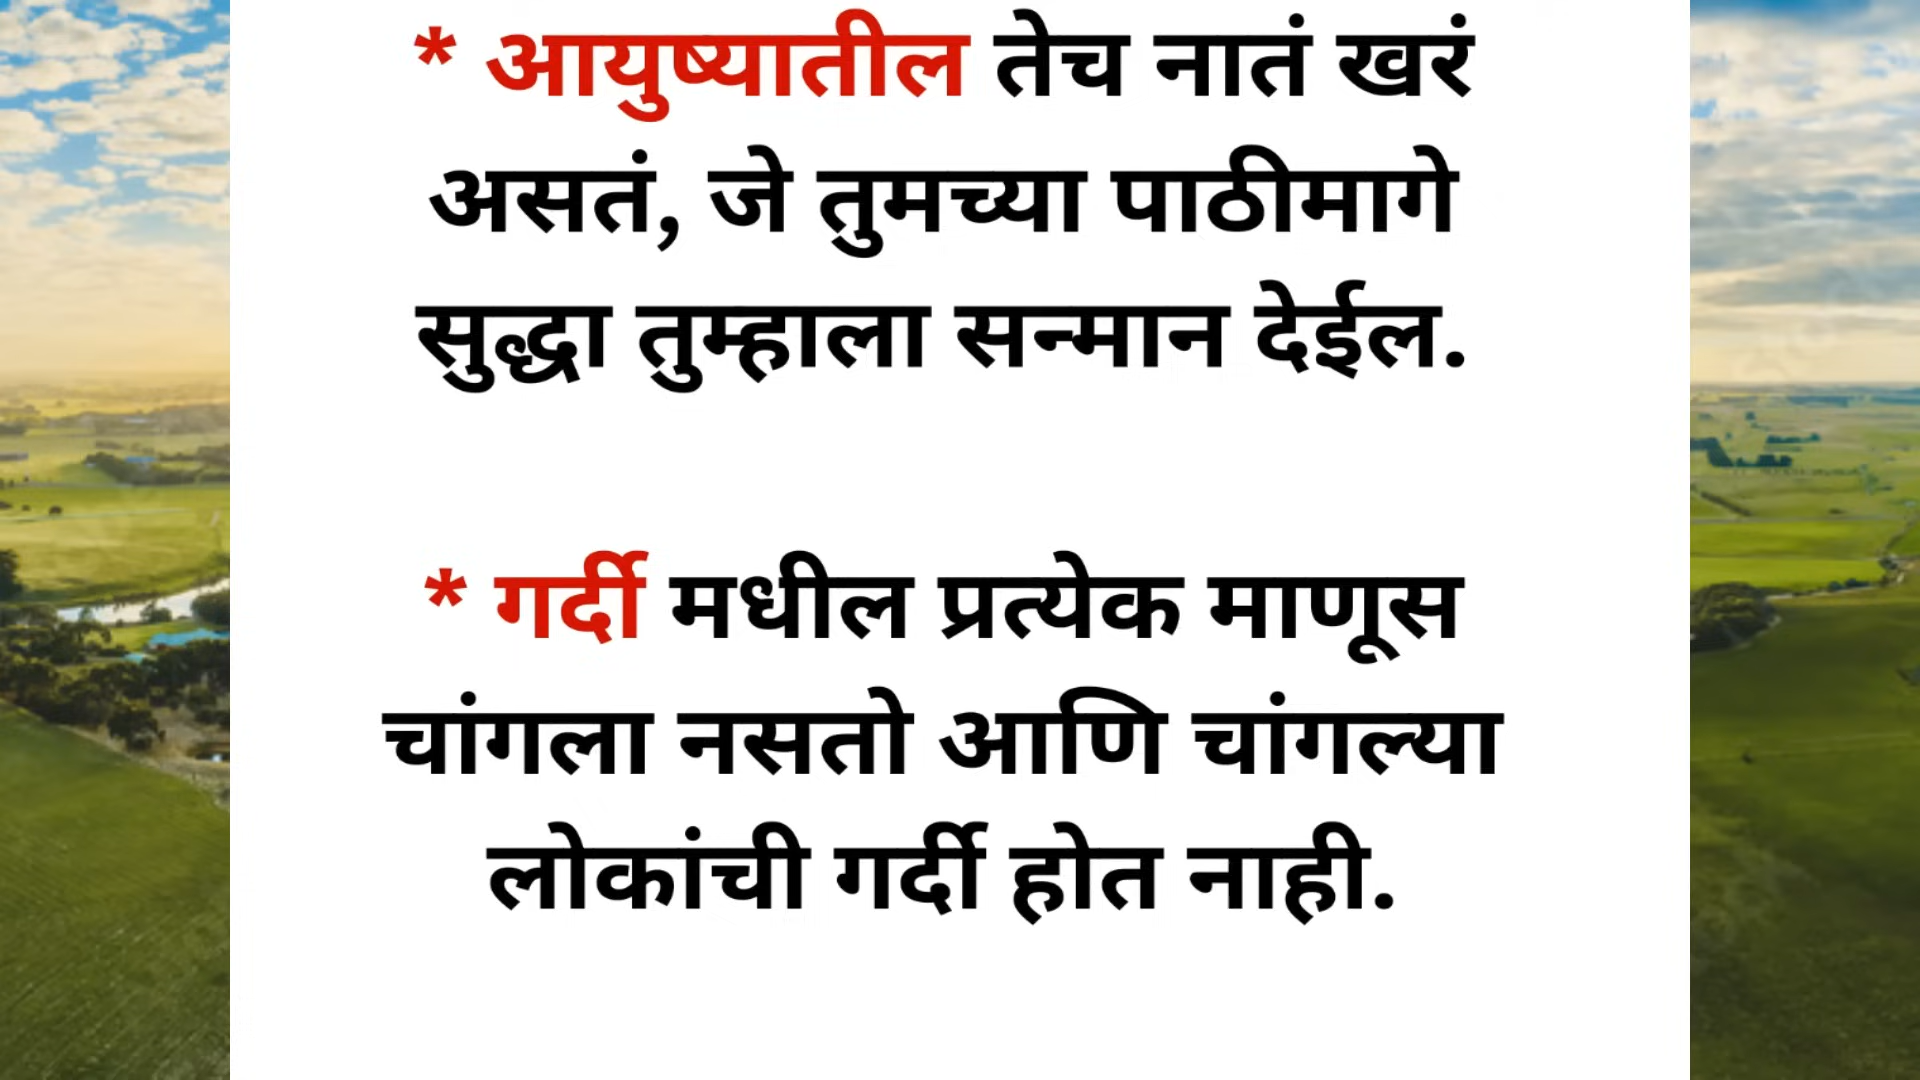 * आयुष्यातील तेच नातं खरं
असतं, जे तुमच्या पाठीमागे
सुद्धा तुम्हाला सन्मान देईल.
* गर्दी मधील प्रत्येक माणूस
चांगला नसतो आणि चांगल्या
लोकांची गर्दी होत नाही.